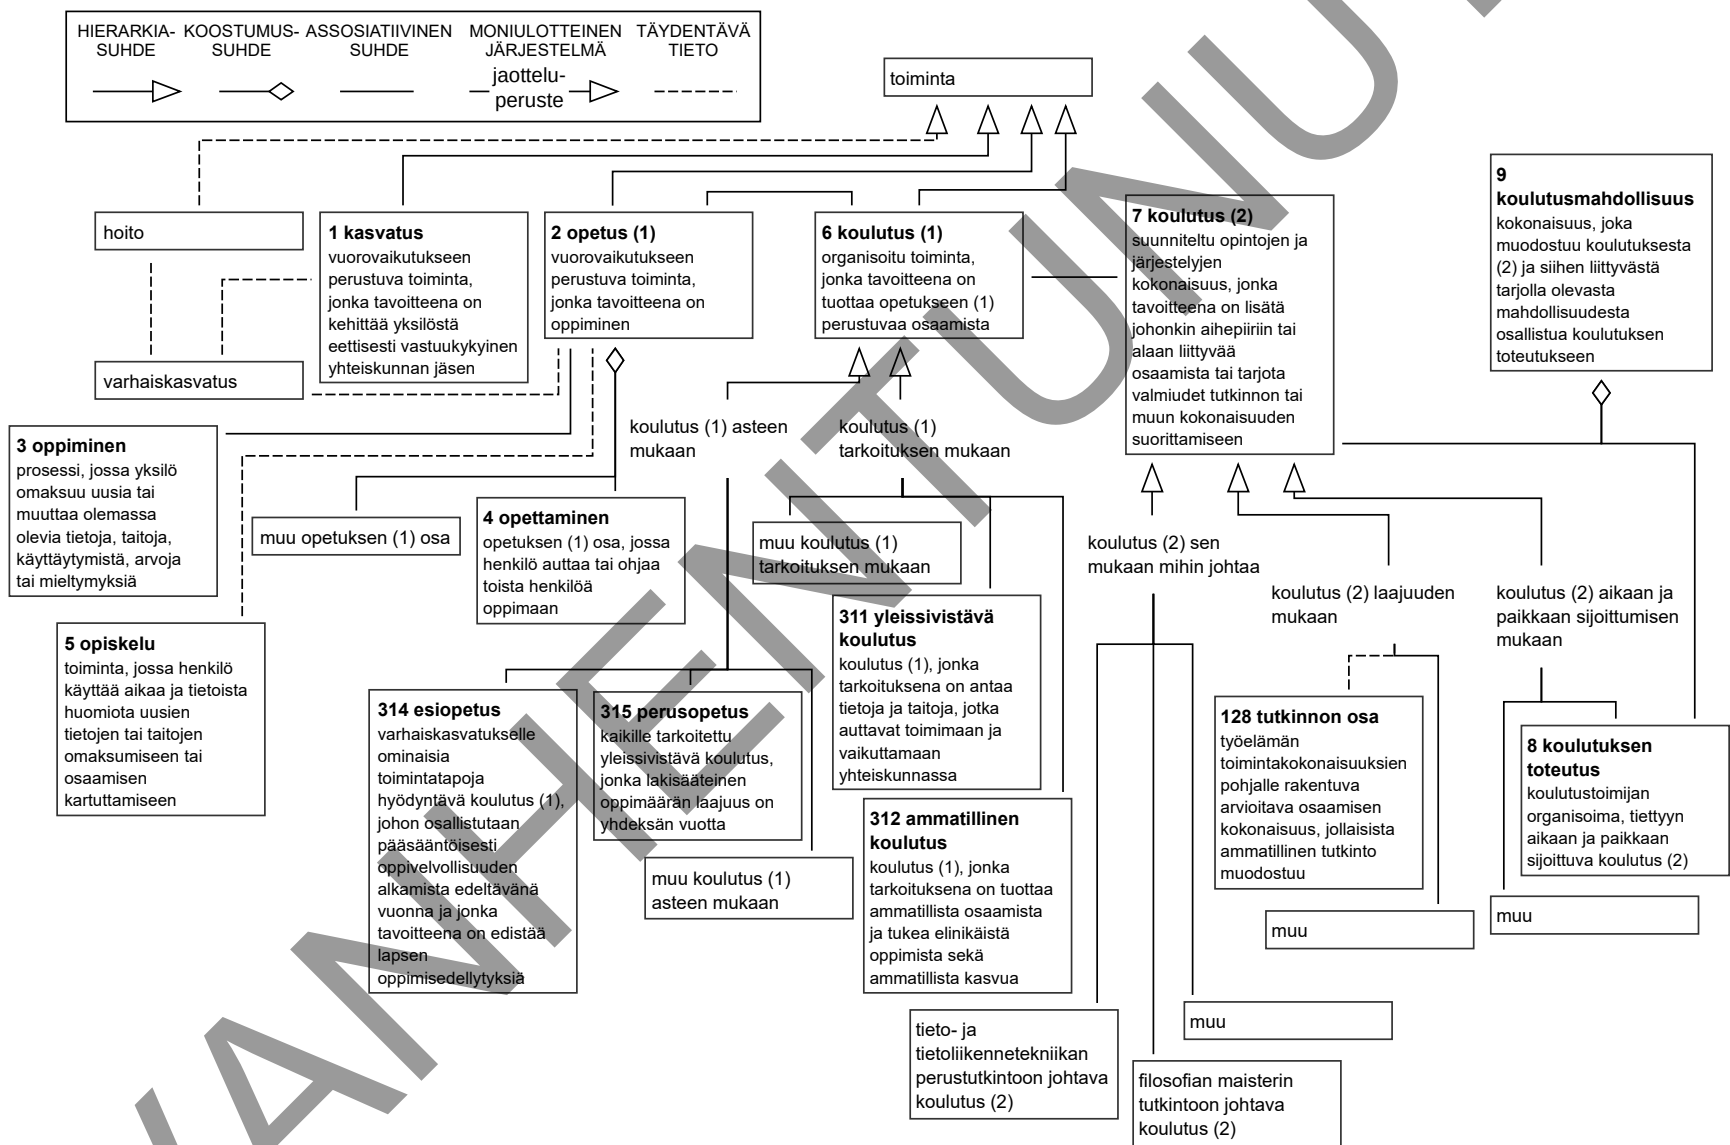 HIERARKIA-
SUHDE
KOOSTUMUS-
SUHDE
ASSOSIATIIVINEN
SUHDE
MONIULOTTEINEN
JÄRJESTELMÄ
TÄYDENTÄVÄ
TIETO
jaottelu-
peruste
toiminta
hoito
varhaiskasvatus
1 kasvatus
vuorovaikutukseen
perustuva toiminta,
jonka tavoitteena on
kehittää yksilöstä
eettisesti vastuukykyinen
yhteiskunnan jäsen
2 opetus (1)
vuorovaikutukseen
perustuva toiminta,
jonka tavoitteena on
oppiminen
6 koulutus (1)
organisoitu toiminta,
jonka tavoitteena on
tuottaa opetukseen (1)
perustuvaa osaamista
7 koulutus (2)
suunniteltu opintojen ja
järjestelyjen
kokonaisuus, jonka
tavoitteena on lisätä
johonkin aihepiiriin tai
alaan liittyvää
osaamista tai tarjota
valmiudet tutkinnon tai
muun kokonaisuuden
suorittamiseen
9
koulutusmahdollisuus
kokonaisuus, joka
muodostuu koulutuksesta
(2) ja siihen liittyvästä
tarjolla olevasta
mahdollisuudesta
osallistua koulutuksen
toteutukseen
3 oppiminen
prosessi, jossa yksilö
omaksuu uusia tai
muuttaa olemassa
olevia tietoja, taitoja,
käyttäytymistä, arvoja
tai mieltymyksiä
5 opiskelu
toiminta, jossa henkilö
käyttää aikaa ja tietoista
huomiota uusien
tietojen tai taitojen
omaksumiseen tai
osaamisen
kartuttamiseen
muu opetuksen (1) osa
4 opettaminen
opetuksen (1) osa, jossa
henkilö auttaa tai ohjaa
toista henkilöä
oppimaan
koulutus (1) asteen
mukaan
koulutus (1)
tarkoituksen mukaan
muu koulutus (1)
tarkoituksen mukaan
311 yleissivistävä
koulutus
koulutus (1), jonka
tarkoituksena on antaa
tietoja ja taitoja, jotka
auttavat toimimaan ja
vaikuttamaan
yhteiskunnassa
312 ammatillinen
koulutus
koulutus (1), jonka
tarkoituksena on tuottaa
ammatillista osaamista
ja tukea elinikäistä
oppimista sekä
ammatillista kasvua
314 esiopetus
varhaiskasvatukselle
ominaisia
toimintatapoja
hyödyntävä koulutus (1),
johon osallistutaan
pääsääntöisesti
oppivelvollisuuden
alkamista edeltävänä
vuonna ja jonka
tavoitteena on edistää
lapsen
oppimisedellytyksiä
315 perusopetus
kaikille tarkoitettu
yleissivistävä koulutus,
jonka lakisääteinen
oppimäärän laajuus on
yhdeksän vuotta
muu koulutus (1)
asteen mukaan
koulutus (2) sen
mukaan mihin johtaa
koulutus (2) laajuuden
mukaan
koulutus (2) aikaan ja
paikkaan sijoittumisen
mukaan
128 tutkinnon osa
työelämän
toimintakokonaisuuksien
pohjalle rakentuva
arvioitava osaamisen
kokonaisuus, jollaisista
ammatillinen tutkinto
muodostuu
muu
8 koulutuksen
toteutus
koulutustoimijan
organisoima, tiettyyn
aikaan ja paikkaan
sijoittuva koulutus (2)
muu
muu
tieto- ja
tietoliikennetekniikan
perustutkintoon johtava
koulutus (2)
filosofian maisterin
tutkintoon johtava
koulutus (2)
VANHENTUNUT